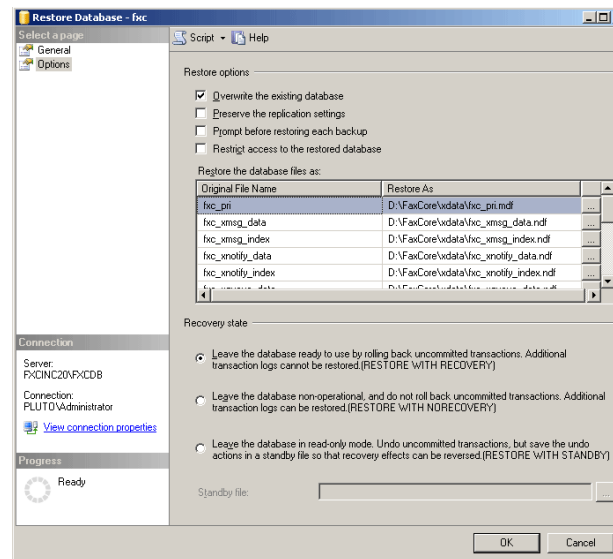 Restore Database - fxc
Select a page
General
Options
Script
Help
Restore options
Overwrite the existing database
Preserve the replication settings
Prompt before restoring each backup
Restrict access to the restored database
Restore the database files as:
Original File Name
Restore As
fxc_pri
D:\FaxCore\xdata\fxc_pri.mdf
...
fxc_xmsg_data
D:\FaxCore\xdata\fxc_xmsg_data.ndf
...
fxc_xmsg_index
D:\FaxCore\xdata\fxc_xmsg_index.ndf
...
fxc_xnotify_data
D:\FaxCore\xdata\fxc_xnotify_data.ndf
...
fxc_xnotify_index
D:\FaxCore\xdata\fxc_xnotify_index.ndf
...
Recovery state
Leave the database ready to use by rolling back uncommitted transactions. Additional
transaction logs cannot be restored.(RESTORE WITH RECOVERY)
Leave the database non-operational, and do not roll back uncommitted transactions. Additional
transaction logs can be restored.(RESTORE WITH NORECOVERY)
Leave the database in read-only mode. Undo uncommitted transactions, but save the undo
actions in a standby file so that recovery effects can be reversed.(RESTORE WITH STANDBY)
Standby file:
...
Connection
Server:
FXCINC20\FXCDB
Connection:
PLUTO\Administrator
View connection properties
Progress
Ready
OK
Cancel